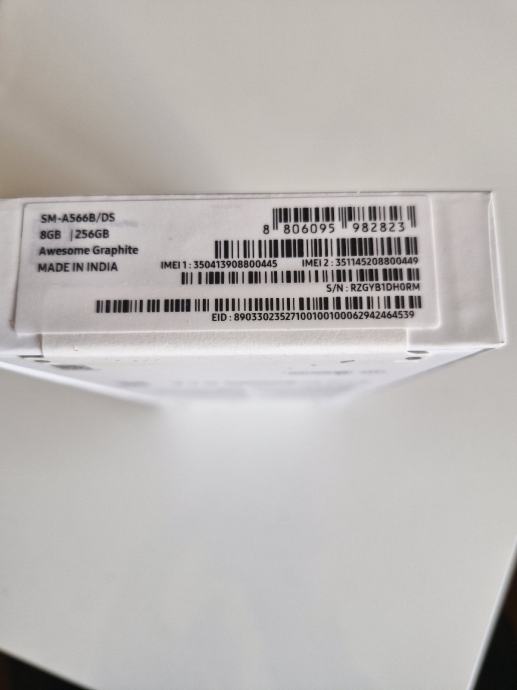 SM-A566B/DS
8GB | 256GB
Awesome Graphite
MADE IN INDIA
8 806095 982823
IMEI 1 : 350413908800445 IMEI 2 : 351145208800449
S/N : RZGYB1DH0RM
EID : 89033023527100100100062942464539